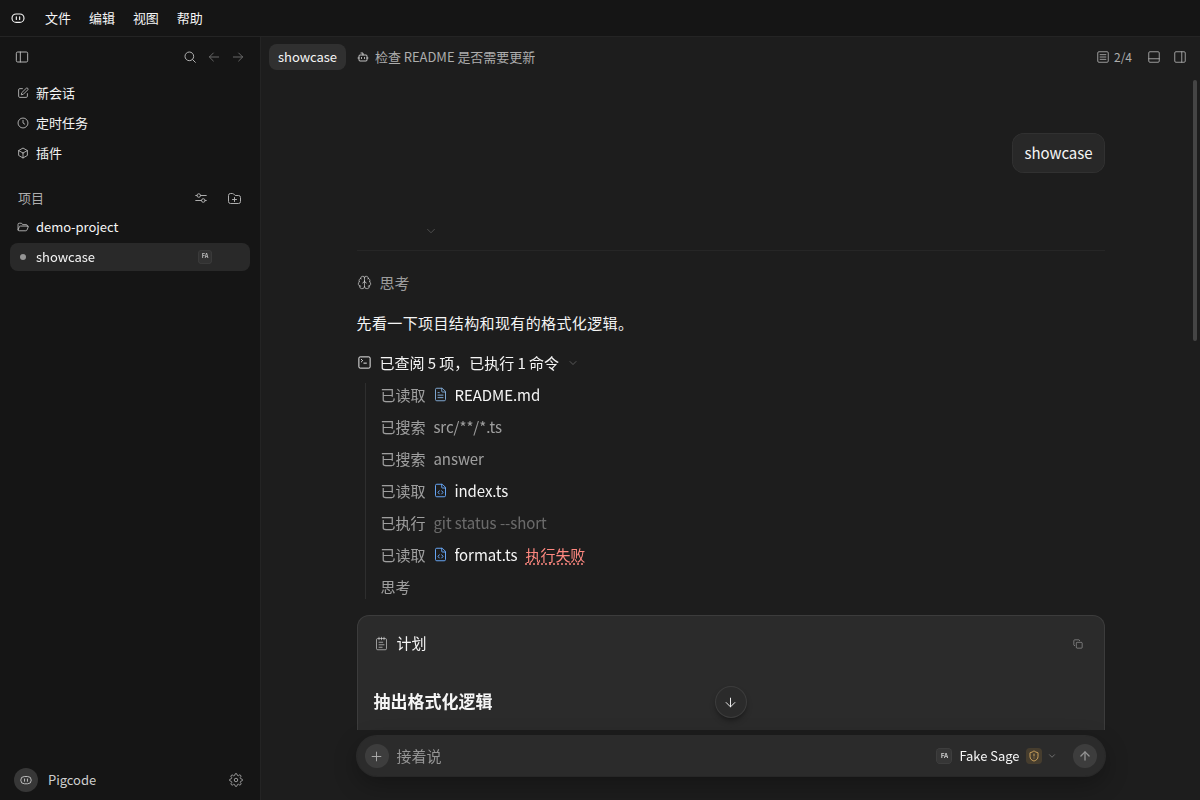 文件 编辑 视图 帮助
showcase 检查 README 是否需要更新 2/4
新会话
定时任务
插件
项目
demo-project
showcase FA
Pigcode
showcase
思考
先看一下项目结构和现有的格式化逻辑。
已查阅 5 项，已执行 1 命令
已读取 README.md
已搜索 src/**/*.ts
已搜索 answer
已读取 index.ts
已执行 git status --short
已读取 format.ts 执行失败
思考
计划
抽出格式化逻辑
接着说 FA Fake Sage